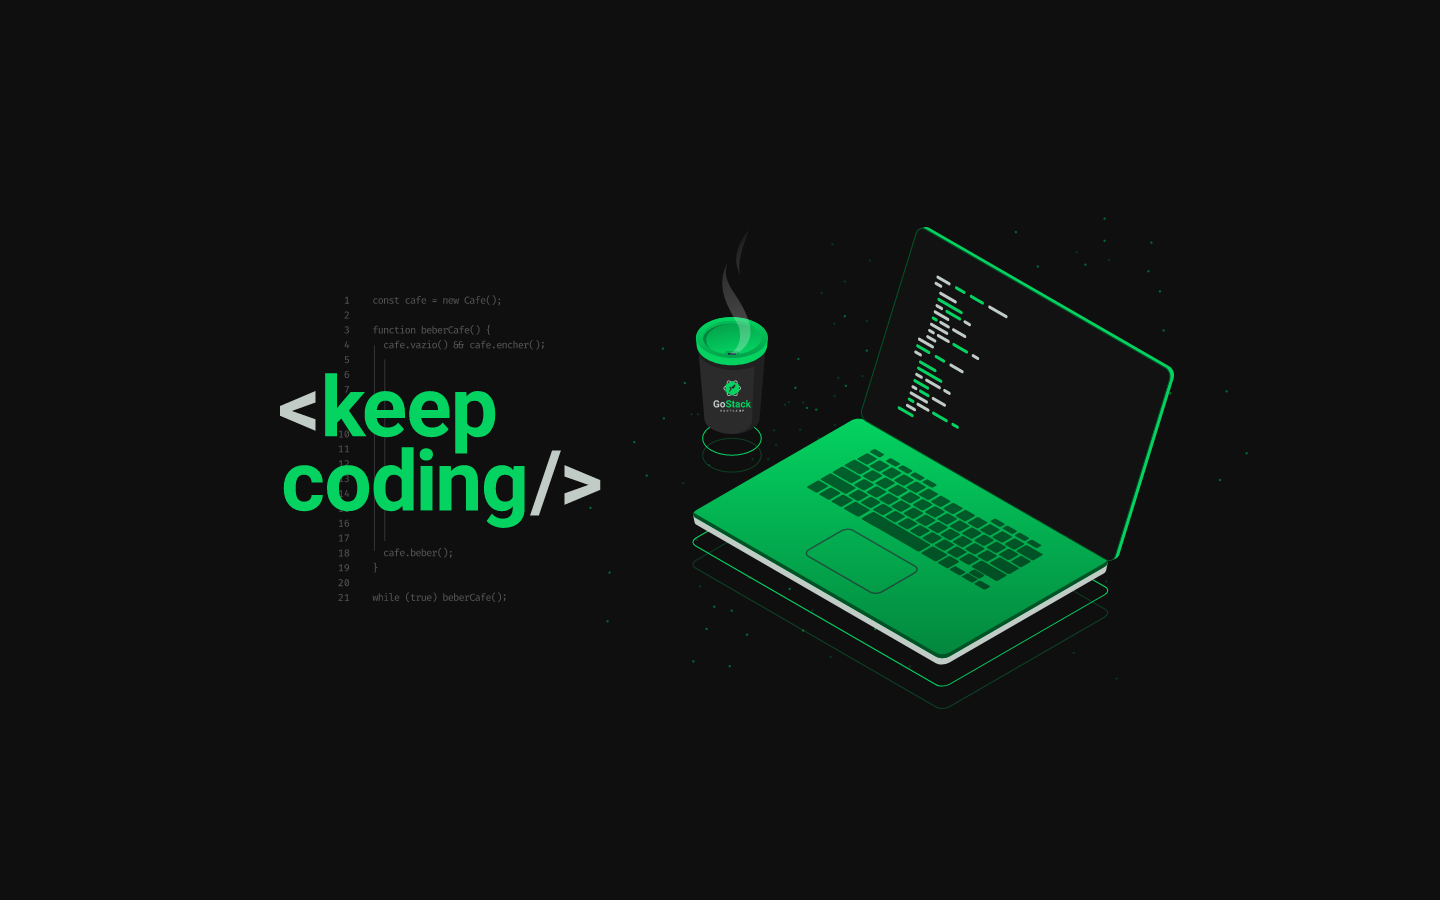 1 const cafe = new Cafe();
2
3 function beberCafe() {
4 cafe.vazio() && cafe.encher();
5
6
7
<keep
10
11
12
coding/>
13
14
16
17
18 cafe.beber();
19 }
20
21 while (true) beberCafe();
GoStack
BOOTCAMP